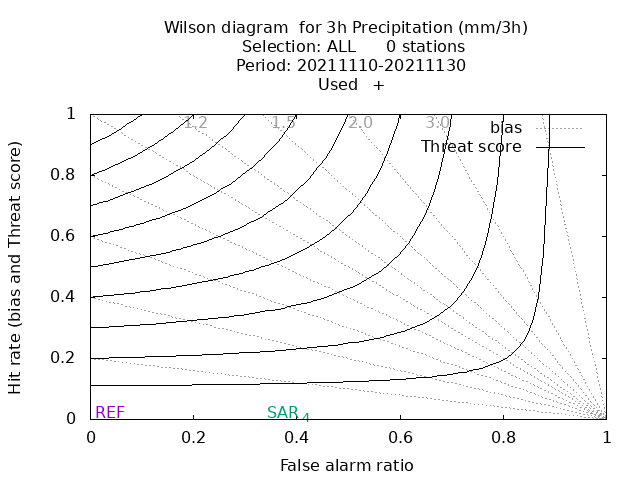 Wilson diagram  for 3h Precipitation (mm/3h)
Selection: ALL      0 stations
Period: 20211110-20211130
Used   +
1.2 1.5 2.0 3.0
bias
Threat score
Hit rate (bias and Threat score)
1
0.8
0.6
0.4
0.2
0
REF SAR 4
0 0.2 0.4 0.6 0.8 1
False alarm ratio